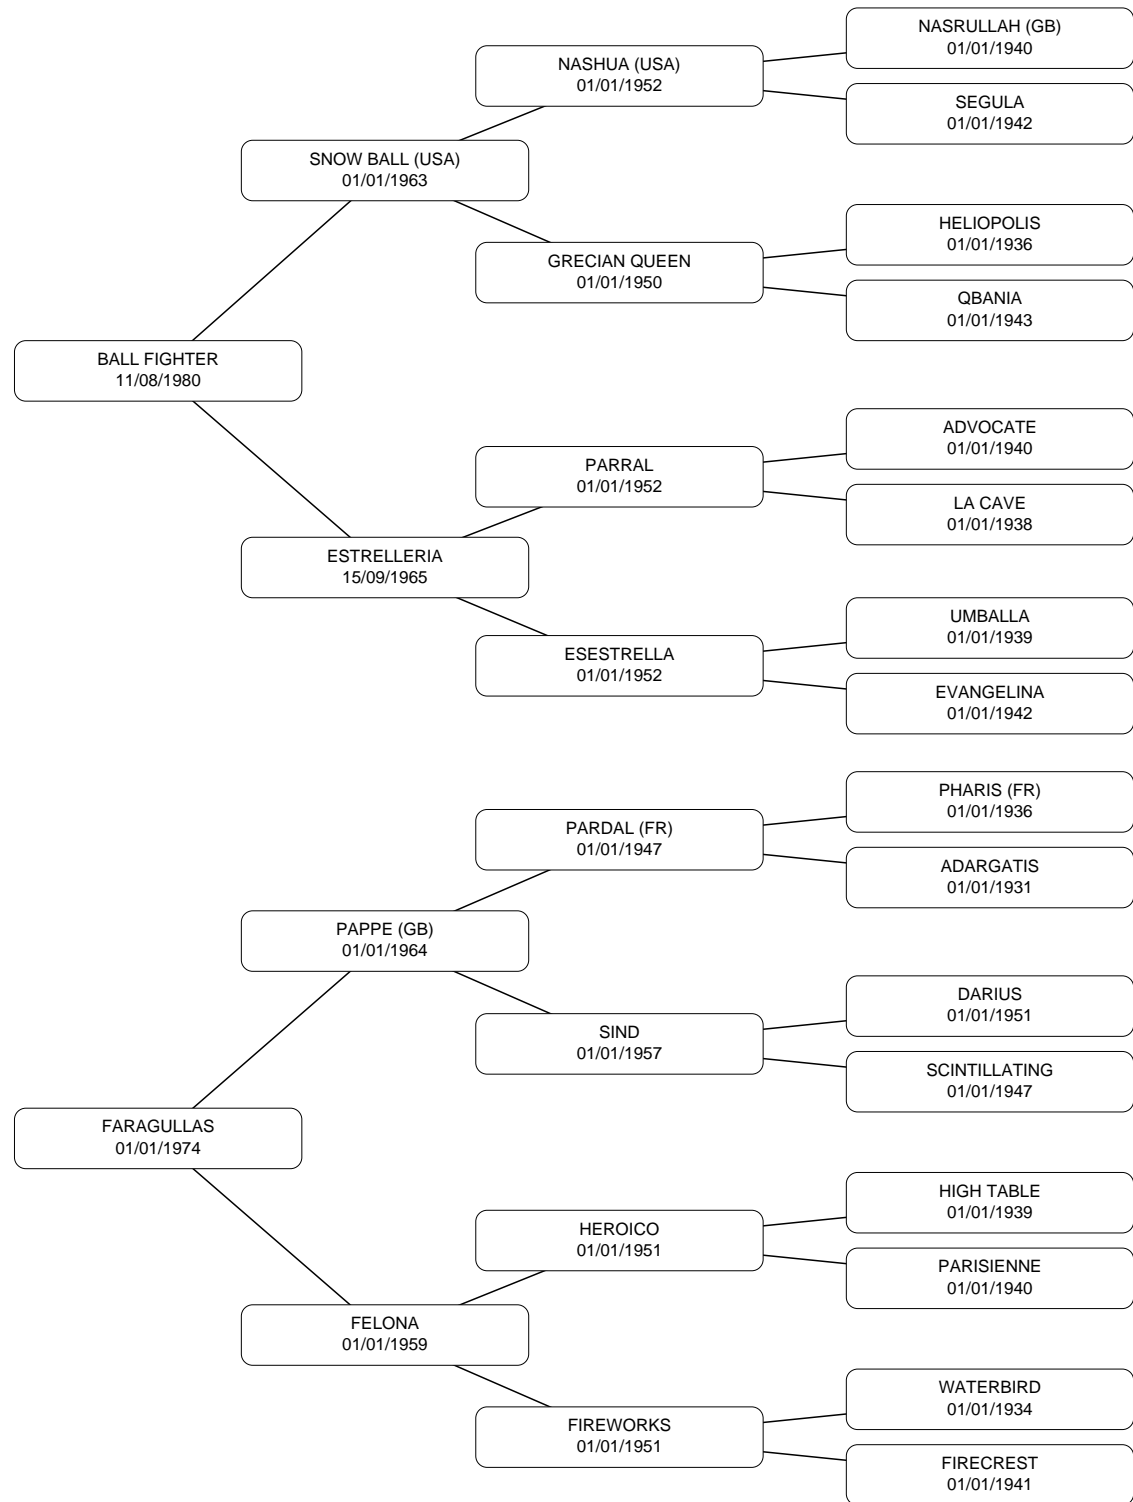 NASRULLAH (GB)
01/01/1940
NASHUA (USA)
01/01/1952
SEGULA
01/01/1942
SNOW BALL (USA)
01/01/1963
HELIOPOLIS
01/01/1936
GRECIAN QUEEN
01/01/1950
QBANIA
01/01/1943
BALL FIGHTER
11/08/1980
ADVOCATE
01/01/1940
PARRAL
01/01/1952
LA CAVE
01/01/1938
ESTRELLERIA
15/09/1965
UMBALLA
01/01/1939
ESESTRELLA
01/01/1952
EVANGELINA
01/01/1942
PHARIS (FR)
01/01/1936
PARDAL (FR)
01/01/1947
ADARGATIS
01/01/1931
PAPPE (GB)
01/01/1964
DARIUS
01/01/1951
SIND
01/01/1957
SCINTILLATING
01/01/1947
FARAGULLAS
01/01/1974
HIGH TABLE
01/01/1939
HEROICO
01/01/1951
PARISIENNE
01/01/1940
FELONA
01/01/1959
WATERBIRD
01/01/1934
FIREWORKS
01/01/1951
FIRECREST
01/01/1941